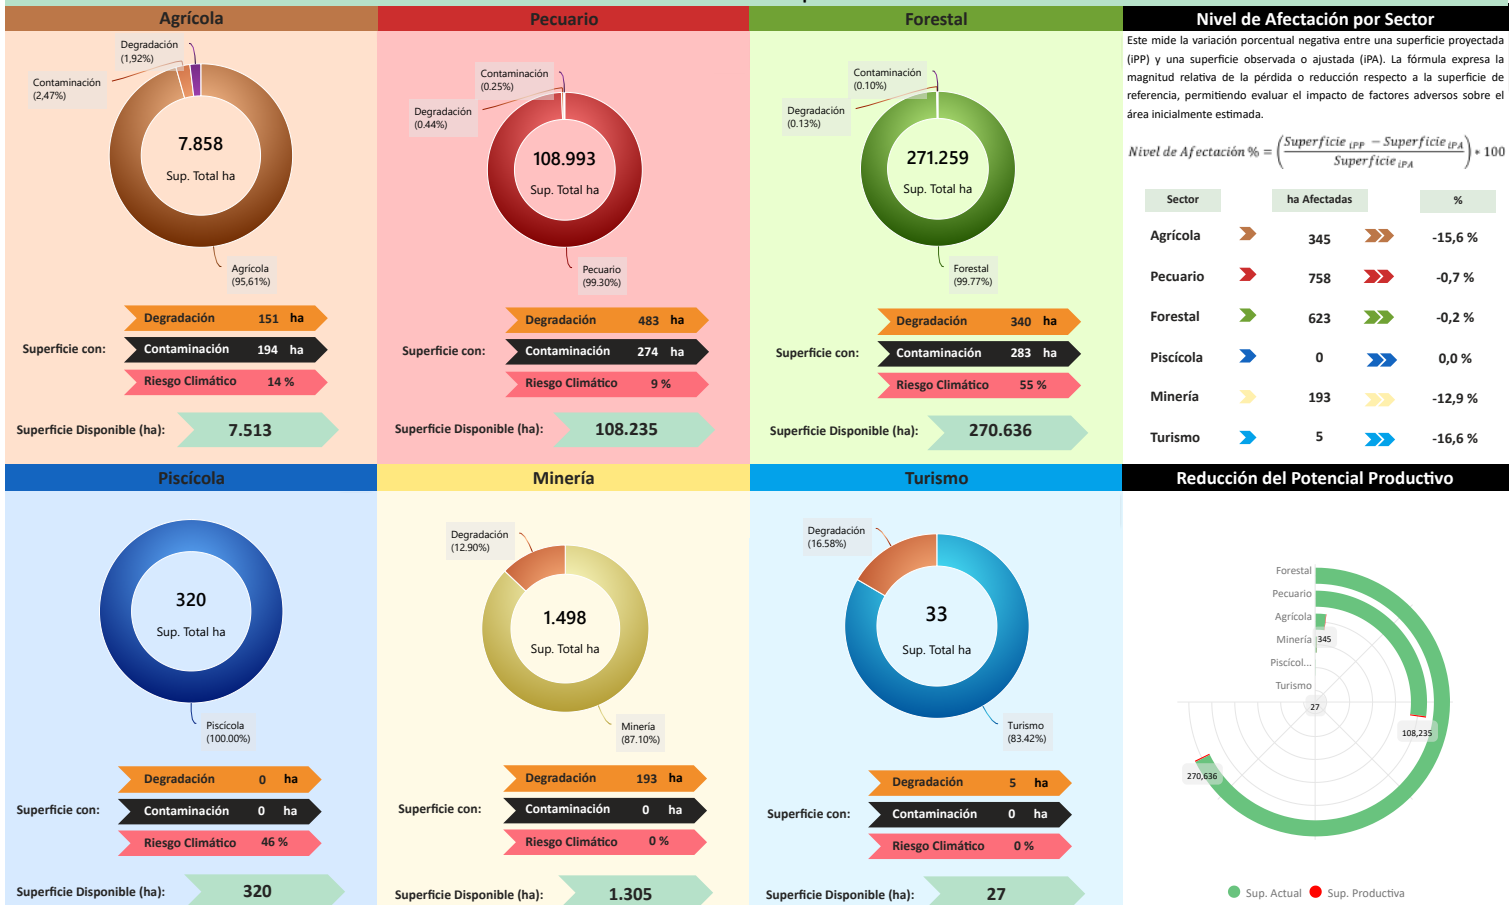 Agrícola
Degradación
(1,92%)
Contaminación
(2,47%)
7.858
Sup. Total ha
Agrícola
(95,61%)
Superficie con:
Degradación 151 ha
Contaminación 194 ha
Riesgo Climático 14 %
Superficie Disponible (ha): 7.513
Pecuario
Contaminación
(0.25%)
Degradación
(0.44%)
108.993
Sup. Total ha
Pecuario
(99.30%)
Superficie con:
Degradación 483 ha
Contaminación 274 ha
Riesgo Climático 9 %
Superficie Disponible (ha): 108.235
Forestal
Contaminación
(0.10%)
Degradación
(0.13%)
271.259
Sup. Total ha
Forestal
(99.77%)
Superficie con:
Degradación 340 ha
Contaminación 283 ha
Riesgo Climático 55 %
Superficie Disponible (ha): 270.636
Nivel de Afectación por Sector
Este mide la variación porcentual negativa entre una superficie proyectada
(iPP) y una superficie observada o ajustada (iPA). La fórmula expresa la
magnitud relativa de la pérdida o reducción respecto a la superficie de
referencia, permitiendo evaluar el impacto de factores adversos sobre el
área inicialmente estimada.
Nivel de Afectación % = (Superficie iPP − Superficie iPA / Superficie iPA) * 100
Sector ha Afectadas %
Agrícola 345 -15,6 %
Pecuario 758 -0,7 %
Forestal 623 -0,2 %
Piscícola 0 0,0 %
Minería 193 -12,9 %
Turismo 5 -16,6 %
Piscícola
320
Sup. Total ha
Piscícola
(100.00%)
Superficie con:
Degradación 0 ha
Contaminación 0 ha
Riesgo Climático 46 %
Superficie Disponible (ha): 320
Minería
Degradación
(12.90%)
1.498
Sup. Total ha
Minería
(87.10%)
Superficie con:
Degradación 193 ha
Contaminación 0 ha
Riesgo Climático 0 %
Superficie Disponible (ha): 1.305
Turismo
Degradación
(16.58%)
33
Sup. Total ha
Turismo
(83.42%)
Superficie con:
Degradación 5 ha
Contaminación 0 ha
Riesgo Climático 0 %
Superficie Disponible (ha): 27
Reducción del Potencial Productivo
Forestal
Pecuario
Agrícola
Minería 345
Piscícol...
Turismo
27
108,235
270,636
Sup. Actual Sup. Productiva